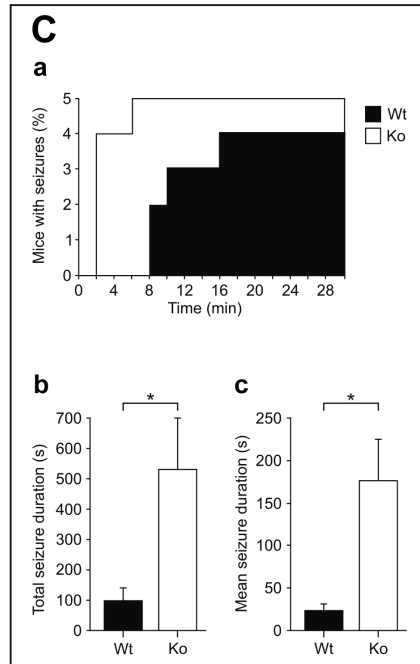 C
a
Mice with seizures (%)
5
4
3
2
1
0
0 4 8 12 16 20 24 28
Time (min)
Wt
Ko
b
Total seizure duration (s)
700
600
500
400
300
200
100
0
*
Wt Ko
c
Mean seizure duration (s)
250
200
150
100
50
0
*
Wt Ko